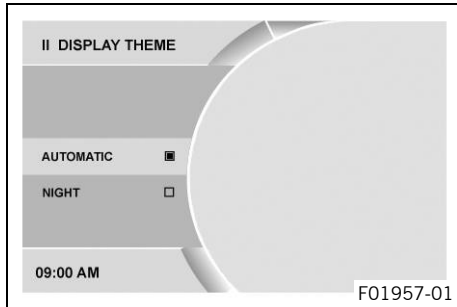 II DISPLAY THEME
AUTOMATIC
NIGHT
09:00 AM
F01957-01